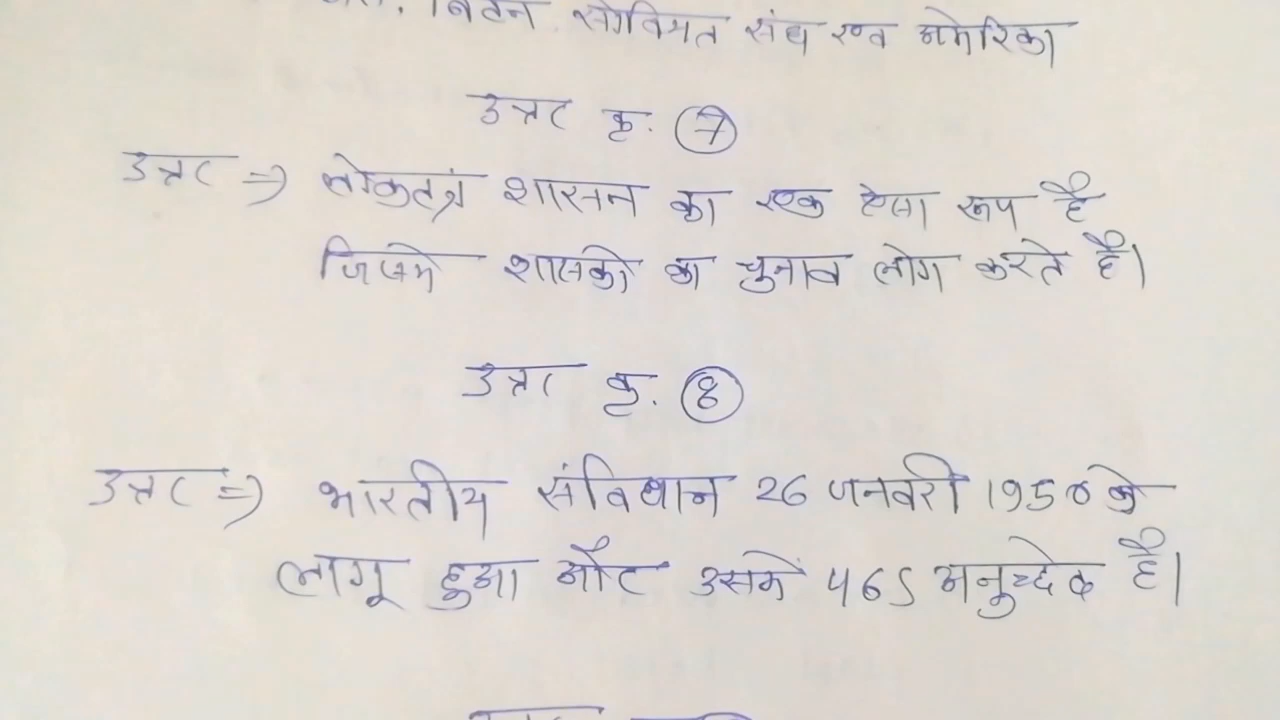 ब्रिटेन, सोवियत संघ एवं अमेरिका
उत्तर क्र. 7
उत्तर ⇒ लोकतंत्र शासन का एक ऐसा रूप है
जिसमे शासको का चुनाव लोग करते है।
उत्तर क्र. 8
उत्तर ⇒ भारतीय संविधान 26 जनवरी 1950 को
लागू हुआ और उसमें 465 अनुच्छेद है।